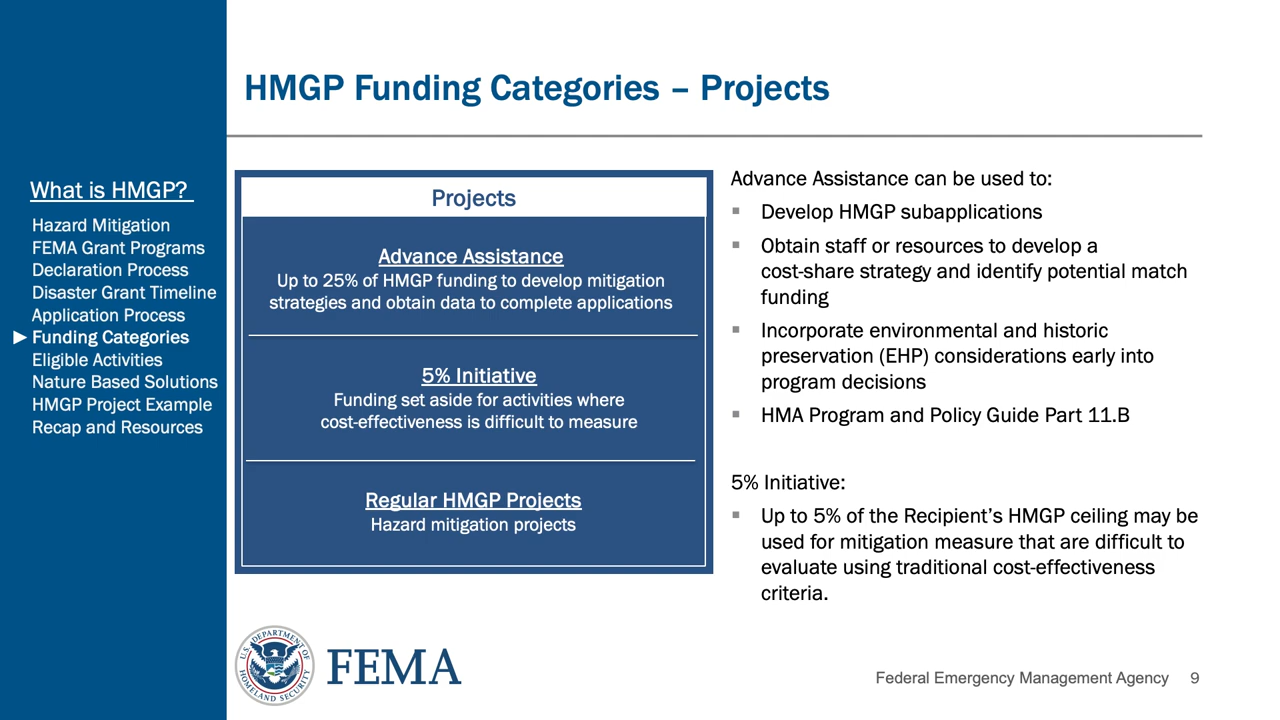 HMGP Funding Categories – Projects
What is HMGP?
Hazard Mitigation
FEMA Grant Programs
Declaration Process
Disaster Grant Timeline
Application Process
► Funding Categories
Eligible Activities
Nature Based Solutions
HMGP Project Example
Recap and Resources
Projects
Advance Assistance
Up to 25% of HMGP funding to develop mitigation
strategies and obtain data to complete applications
5% Initiative
Funding set aside for activities where
cost-effectiveness is difficult to measure
Regular HMGP Projects
Hazard mitigation projects
Advance Assistance can be used to:
▪ Develop HMGP subapplications
▪ Obtain staff or resources to develop a
cost-share strategy and identify potential match
funding
▪ Incorporate environmental and historic
preservation (EHP) considerations early into
program decisions
▪ HMA Program and Policy Guide Part 11.B
5% Initiative:
▪ Up to 5% of the Recipient’s HMGP ceiling may be
used for mitigation measure that are difficult to
evaluate using traditional cost-effectiveness
criteria.
U.S. DEPARTMENT OF
HOMELAND SECURITY
FEMA
Federal Emergency Management Agency 9